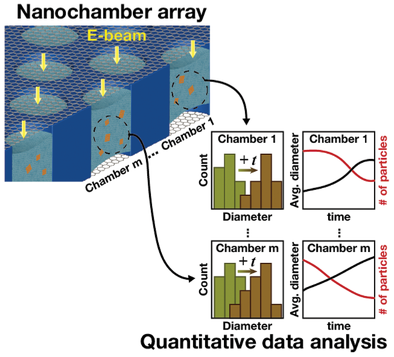 Nanochamber array
E-beam
Chamber m ... Chamber 1
Chamber 1
+ t
Count
Diameter
Chamber 1
Avg. diameter
# of particles
time
Chamber m
+ t
Count
Diameter
Chamber m
Avg. diameter
# of particles
time
Quantitative data analysis